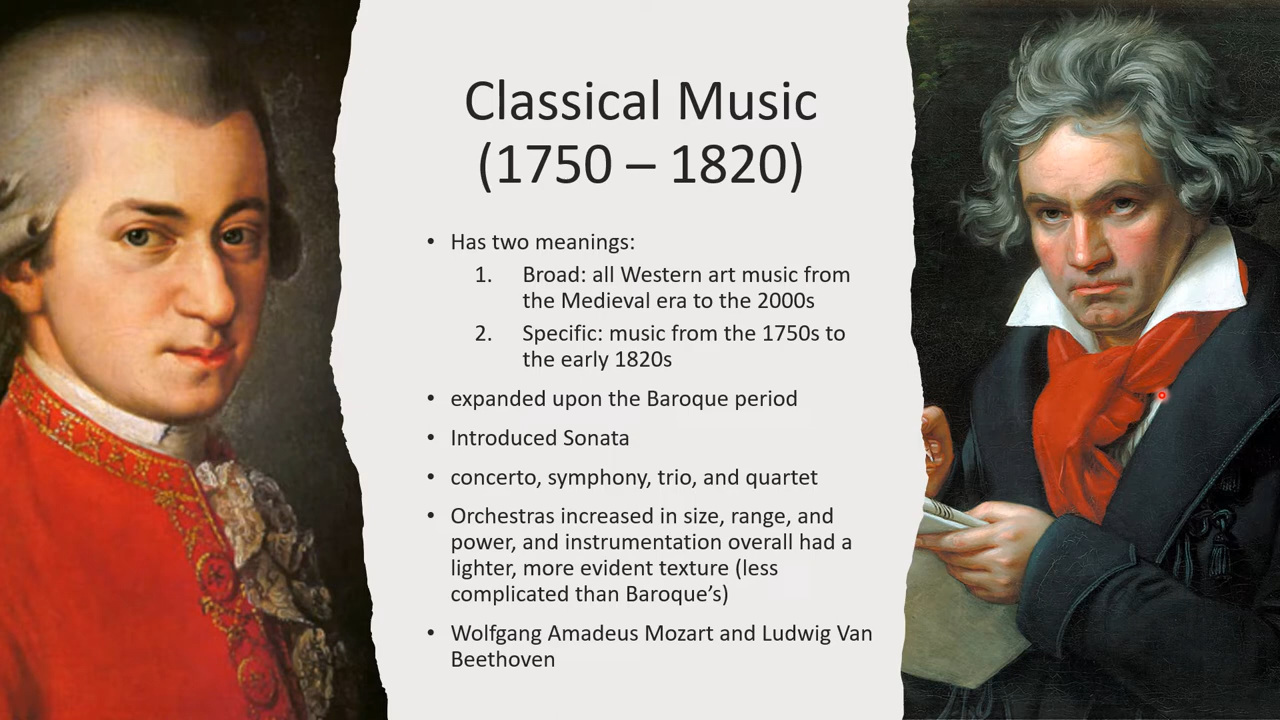 Classical Music
(1750 – 1820)
• Has two meanings:
1. Broad: all Western art music from
the Medieval era to the 2000s
2. Specific: music from the 1750s to
the early 1820s
• expanded upon the Baroque period
• Introduced Sonata
• concerto, symphony, trio, and quartet
• Orchestras increased in size, range, and
power, and instrumentation overall had a
lighter, more evident texture (less
complicated than Baroque’s)
• Wolfgang Amadeus Mozart and Ludwig Van
Beethoven